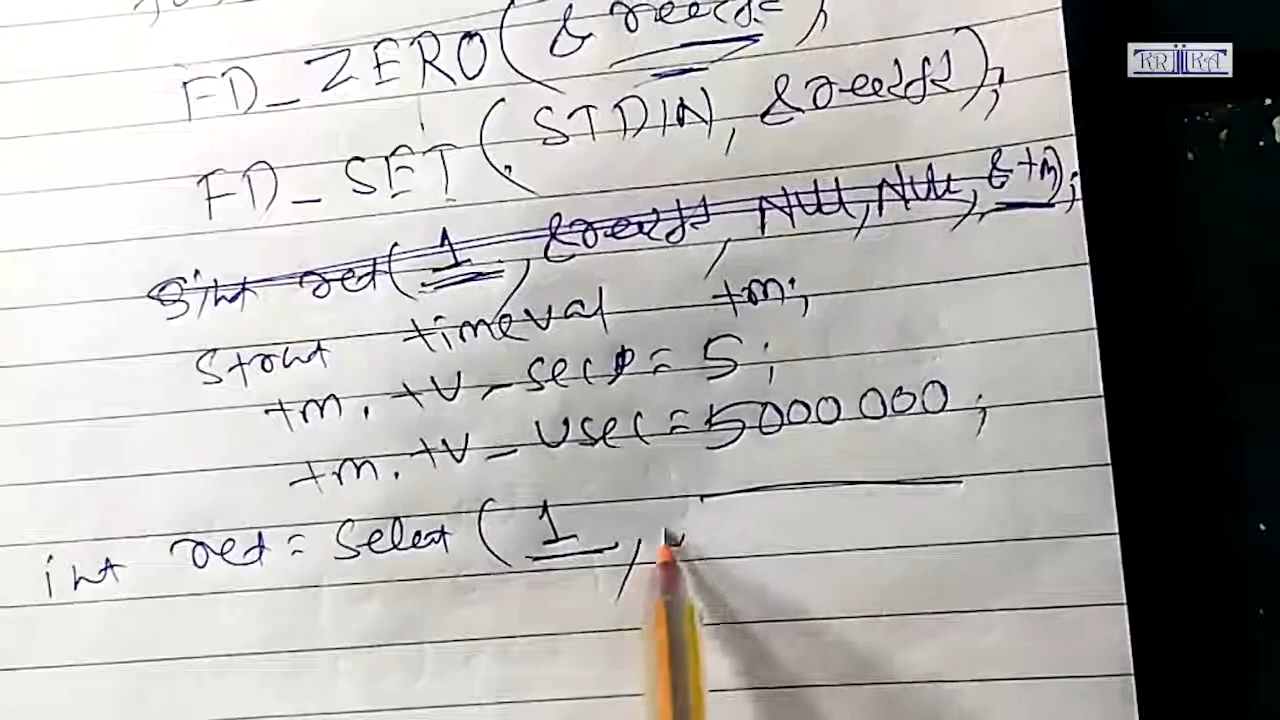 FD_ZERO(&
KRIIKA
FD_SET(STDIN, &readfd);
int ret(1, &readfd, Null, Null, &tm);
Struct timeval tm;
tm.tv_sec = 5;
tm.tv_usec = 5000000;
int ret = Select (1,